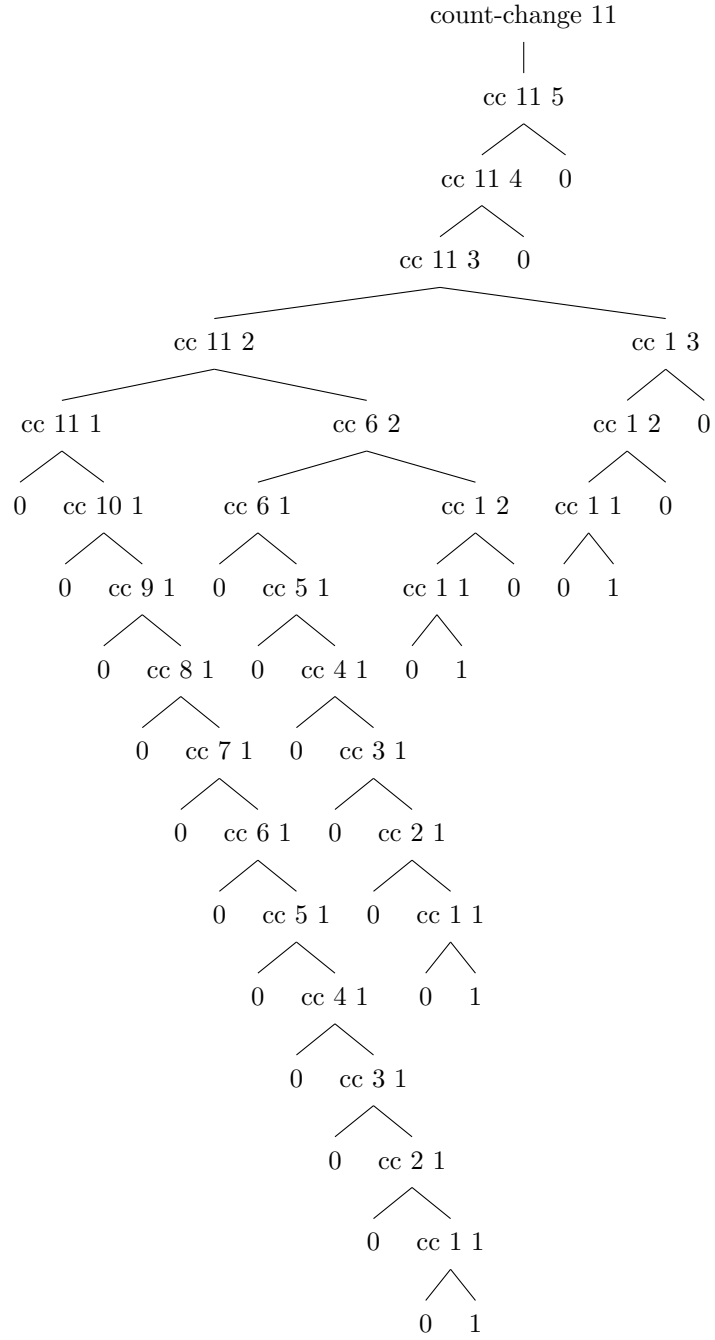 count-change 11
cc 11 5
cc 11 4 0
cc 11 3 0
cc 11 2 cc 1 3
cc 11 1 cc 6 2 cc 1 2 0
0 cc 10 1 cc 6 1 cc 1 2 cc 1 1 0
0 cc 9 1 0 cc 5 1 cc 1 1 0 0 1
0 cc 8 1 0 cc 4 1 0 1
0 cc 7 1 0 cc 3 1
0 cc 6 1 0 cc 2 1
0 cc 5 1 0 cc 1 1
0 cc 4 1 0 1
0 cc 3 1
0 cc 2 1
0 cc 1 1
0 1